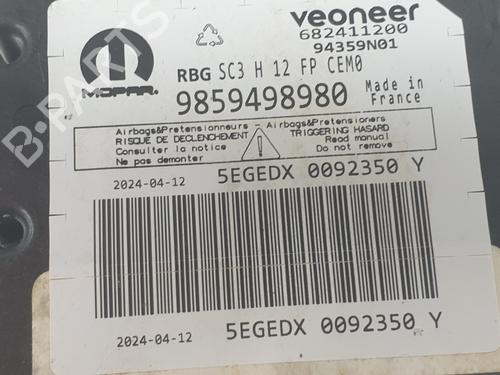 veoneer
682411200
94359N01
MOPAR.
RBG SC3 H 12 FP CEM0
9859498980
Made in
France
Airbags&Pretensionneurs - Airbags&Pretensioners
RISQUE DE DECLENCHEMENT
Consulter la notice
Ne pas demonter
TRIGGERING HASARD
Read manual
Do not remove
2024-04-12
5EGEDX 0092350 Y
2024-04-12
5EGEDX 0092350 Y
B-PARTS